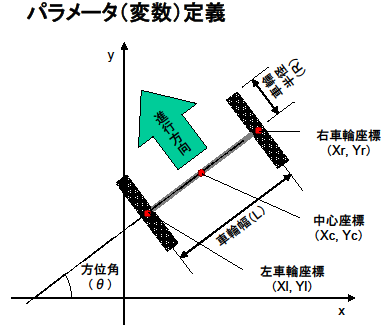 パラメータ(変数)定義
y
進行方向
車輪
半径
(R)
右車輪座標
(Xr, Yr)
車輪幅(L)
中心座標
(Xc, Yc)
方位角
(θ)
左車輪座標
(Xl, Yl)
x